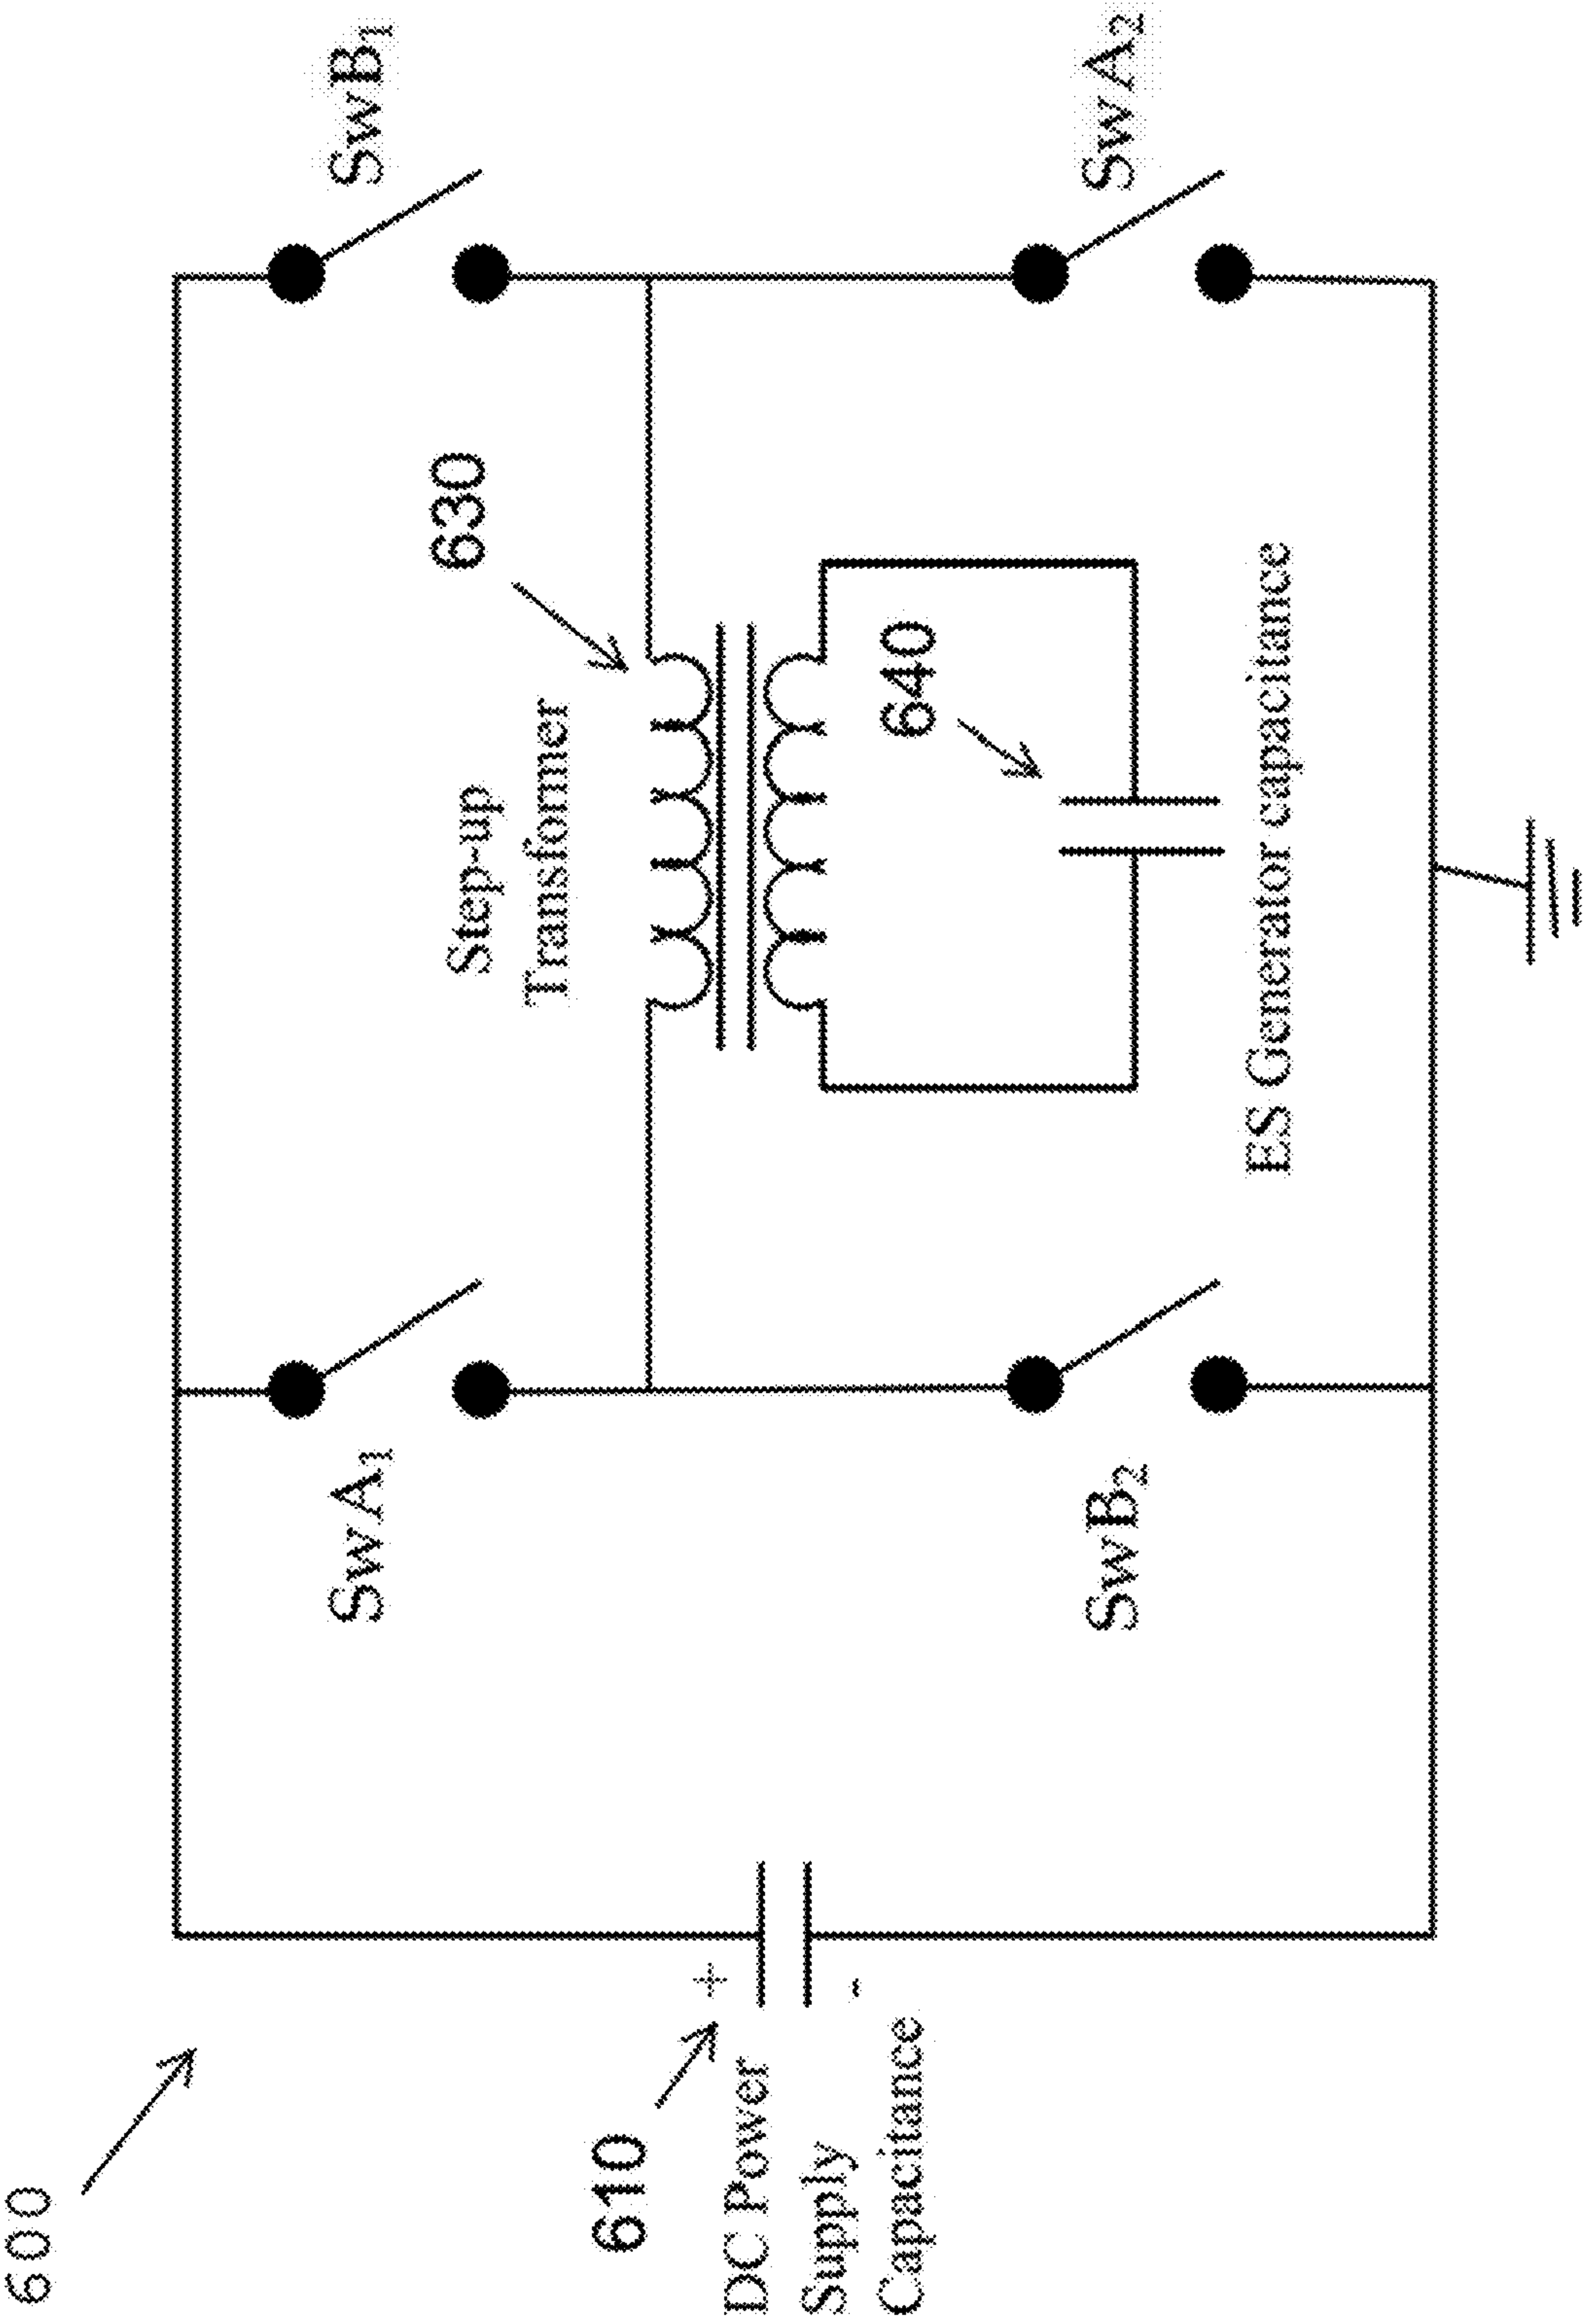 600
SwA1
SwB1
630
Step-up
Transformer
610
+
DC Power
Supply
Capacitance
-
640
SwB2
SwA2
ES Generator capacitance